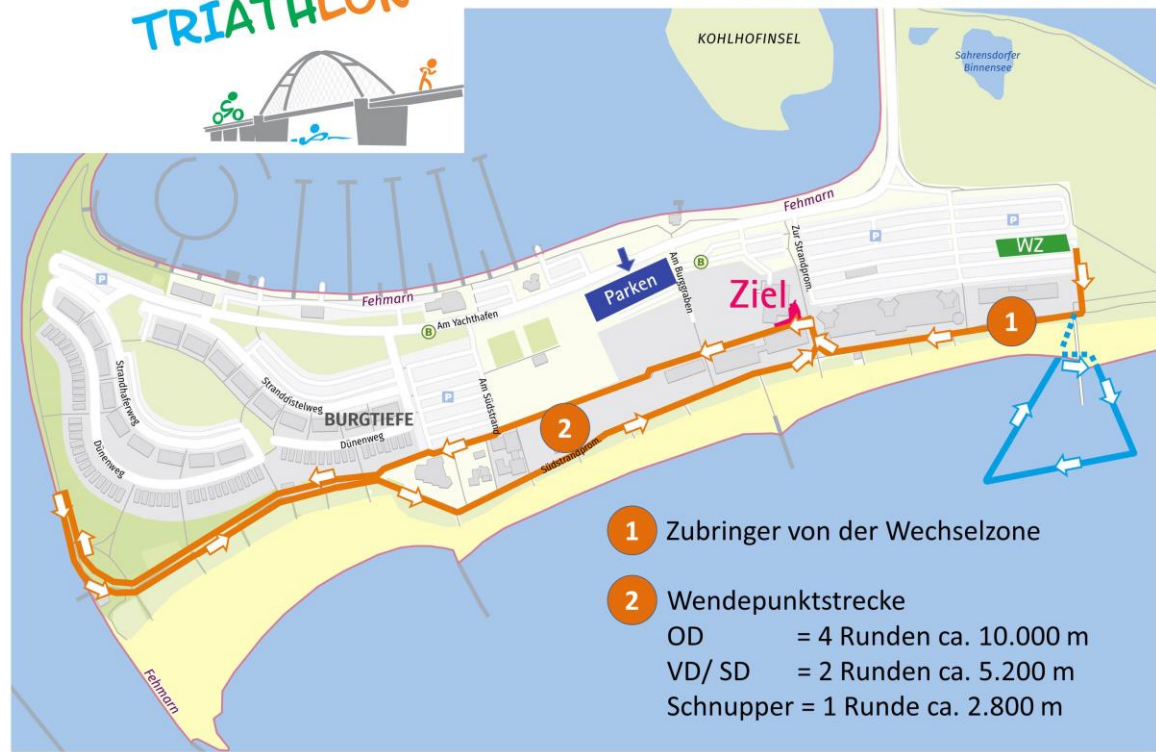 TRIATHLON
KOHLHOFINSEL
Sahrensdorfer
Binnensee
Fehmarn
Zur Strandprom.
P
P
WZ
B
Am Burggraben
Parken
Ziel
P
Fehmarn
Am Yachthafen
B
1
Strandhaferweg
Stranddistelweg
P
Am Südstrand
BURGTIEFE
Dünenweg
Dünenweg
2
Südstrandprom.
Fehmarn
1 Zubringer von der Wechselzone
2 Wendepunktstrecke
OD = 4 Runden ca. 10.000 m
VD/ SD = 2 Runden ca. 5.200 m
Schnupper = 1 Runde ca. 2.800 m